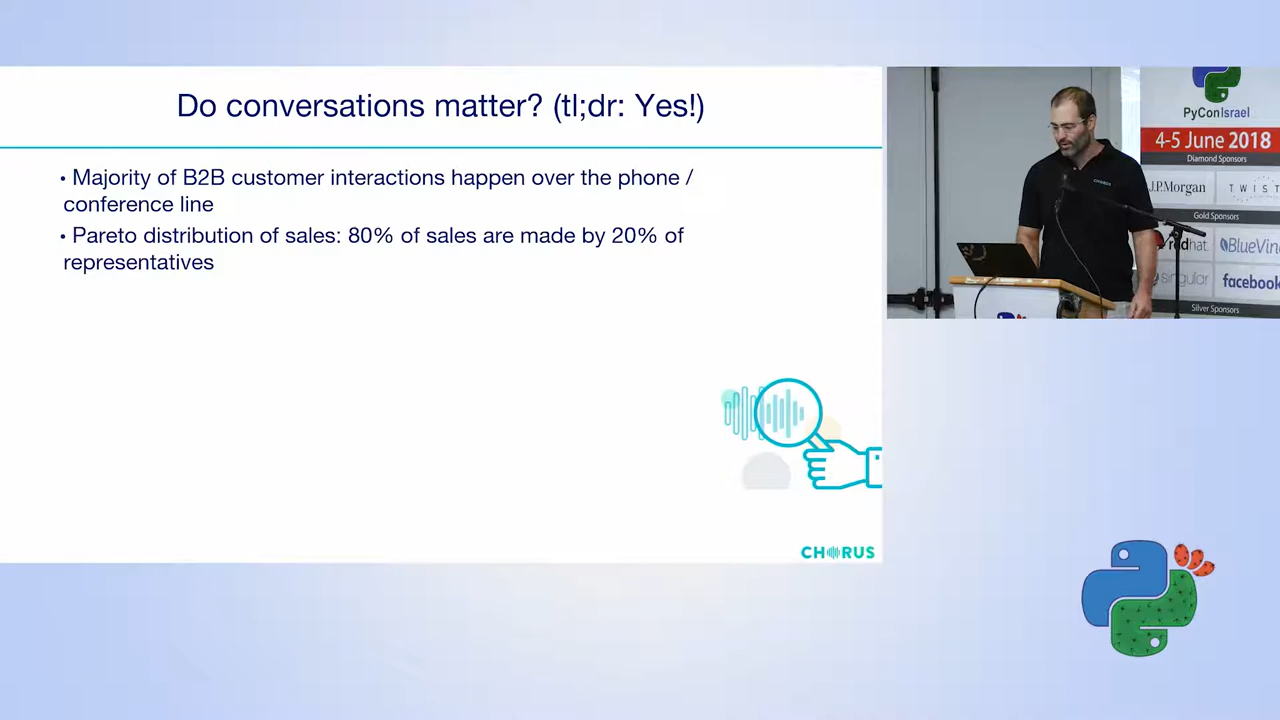 Do conversations matter? (tl;dr: Yes!)
• Majority of B2B customer interactions happen over the phone /
conference line
• Pareto distribution of sales: 80% of sales are made by 20% of
representatives
CHORUS
PyConIsrael
4-5 June 2018
Diamond Sponsors
J.P.Morgan
TWIST
Gold Sponsors
redhat
BlueVin
singular
facebook
Silver Sponsors